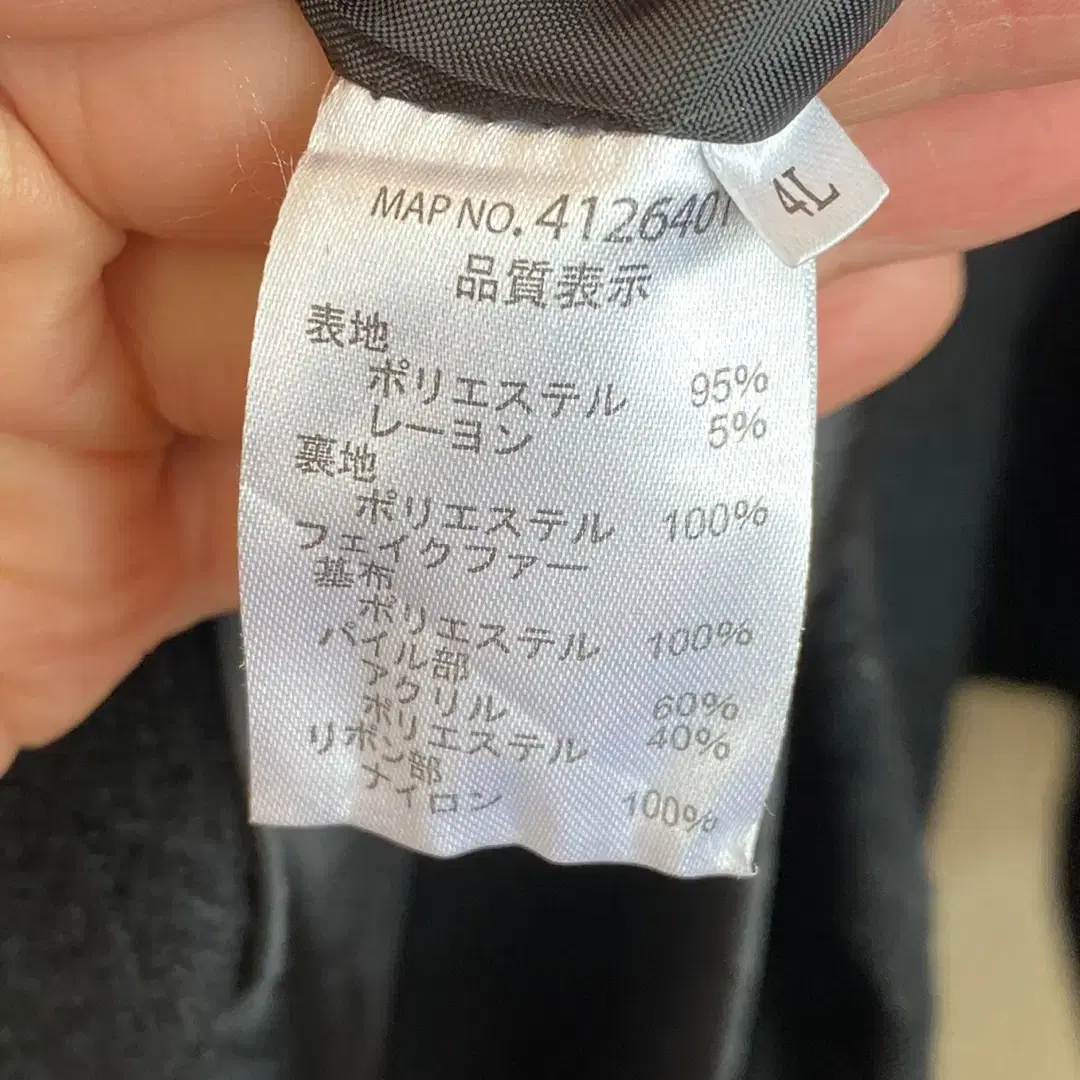 MAP NO. 4126401
4L
品質表示
表地
ポリエステル 95%
レーヨン 5%
裏地
ポリエステル 100%
フェイクファー
基布
ポリエステル 100%
パイル部
アクリル 60%
ポリエステル 40%
リボン部
ナイロン 100%